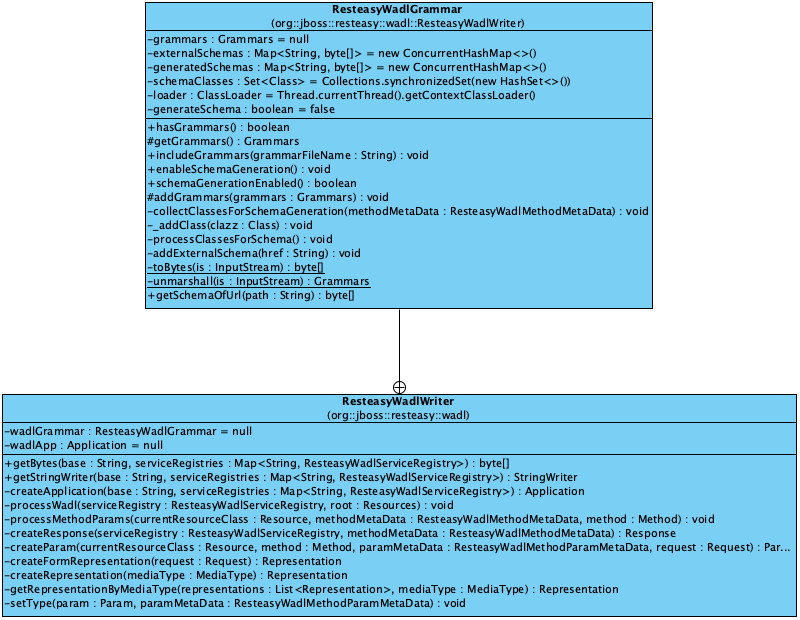 ResteasyWadlGrammar
(org::jboss::resteasy::wadl::ResteasyWadlWriter)
-grammars : Grammars = null
-externalSchemas : Map<String, byte[]> = new ConcurrentHashMap<>()
-generatedSchemas : Map<String, byte[]> = new ConcurrentHashMap<>()
-schemaClasses : Set<Class> = Collections.synchronizedSet(new HashSet<>())
-loader : ClassLoader = Thread.currentThread().getContextClassLoader()
-generateSchema : boolean = false
+hasGrammars() : boolean
#getGrammars() : Grammars
+includeGrammars(grammarFileName : String) : void
+enableSchemaGeneration() : void
+schemaGenerationEnabled() : boolean
#addGrammars(grammars : Grammars) : void
-collectClassesForSchemaGeneration(methodMetaData : ResteasyWadlMethodMetaData) : void
-_addClass(clazz : Class) : void
-processClassesForSchema() : void
-addExternalSchema(href : String) : void
-toBytes(is : InputStream) : byte[]
-unmarshall(is : InputStream) : Grammars
+getSchemaOfUrl(path : String) : byte[]
ResteasyWadlWriter
(org::jboss::resteasy::wadl)
-wadlGrammar : ResteasyWadlGrammar = null
-wadlApp : Application = null
+getBytes(base : String, serviceRegistries : Map<String, ResteasyWadlServiceRegistry>) : byte[]
+getStringWriter(base : String, serviceRegistries : Map<String, ResteasyWadlServiceRegistry>) : StringWriter
-createApplication(base : String, serviceRegistries : Map<String, ResteasyWadlServiceRegistry>) : Application
-processWadl(serviceRegistry : ResteasyWadlServiceRegistry, root : Resources) : void
-processMethodParams(currentResourceClass : Resource, methodMetaData : ResteasyWadlMethodMetaData, method : Method) : void
-createResponse(serviceRegistry : ResteasyWadlServiceRegistry, methodMetaData : ResteasyWadlMethodMetaData) : Response
-createParam(currentResourceClass : Resource, method : Method, paramMetaData : ResteasyWadlMethodParamMetaData, request : Request) : Par...
-createFormRepresentation(request : Request) : Representation
-createRepresentation(mediaType : MediaType) : Representation
-getRepresentationByMediaType(representations : List<Representation>, mediaType : MediaType) : Representation
-setType(param : Param, paramMetaData : ResteasyWadlMethodParamMetaData) : void